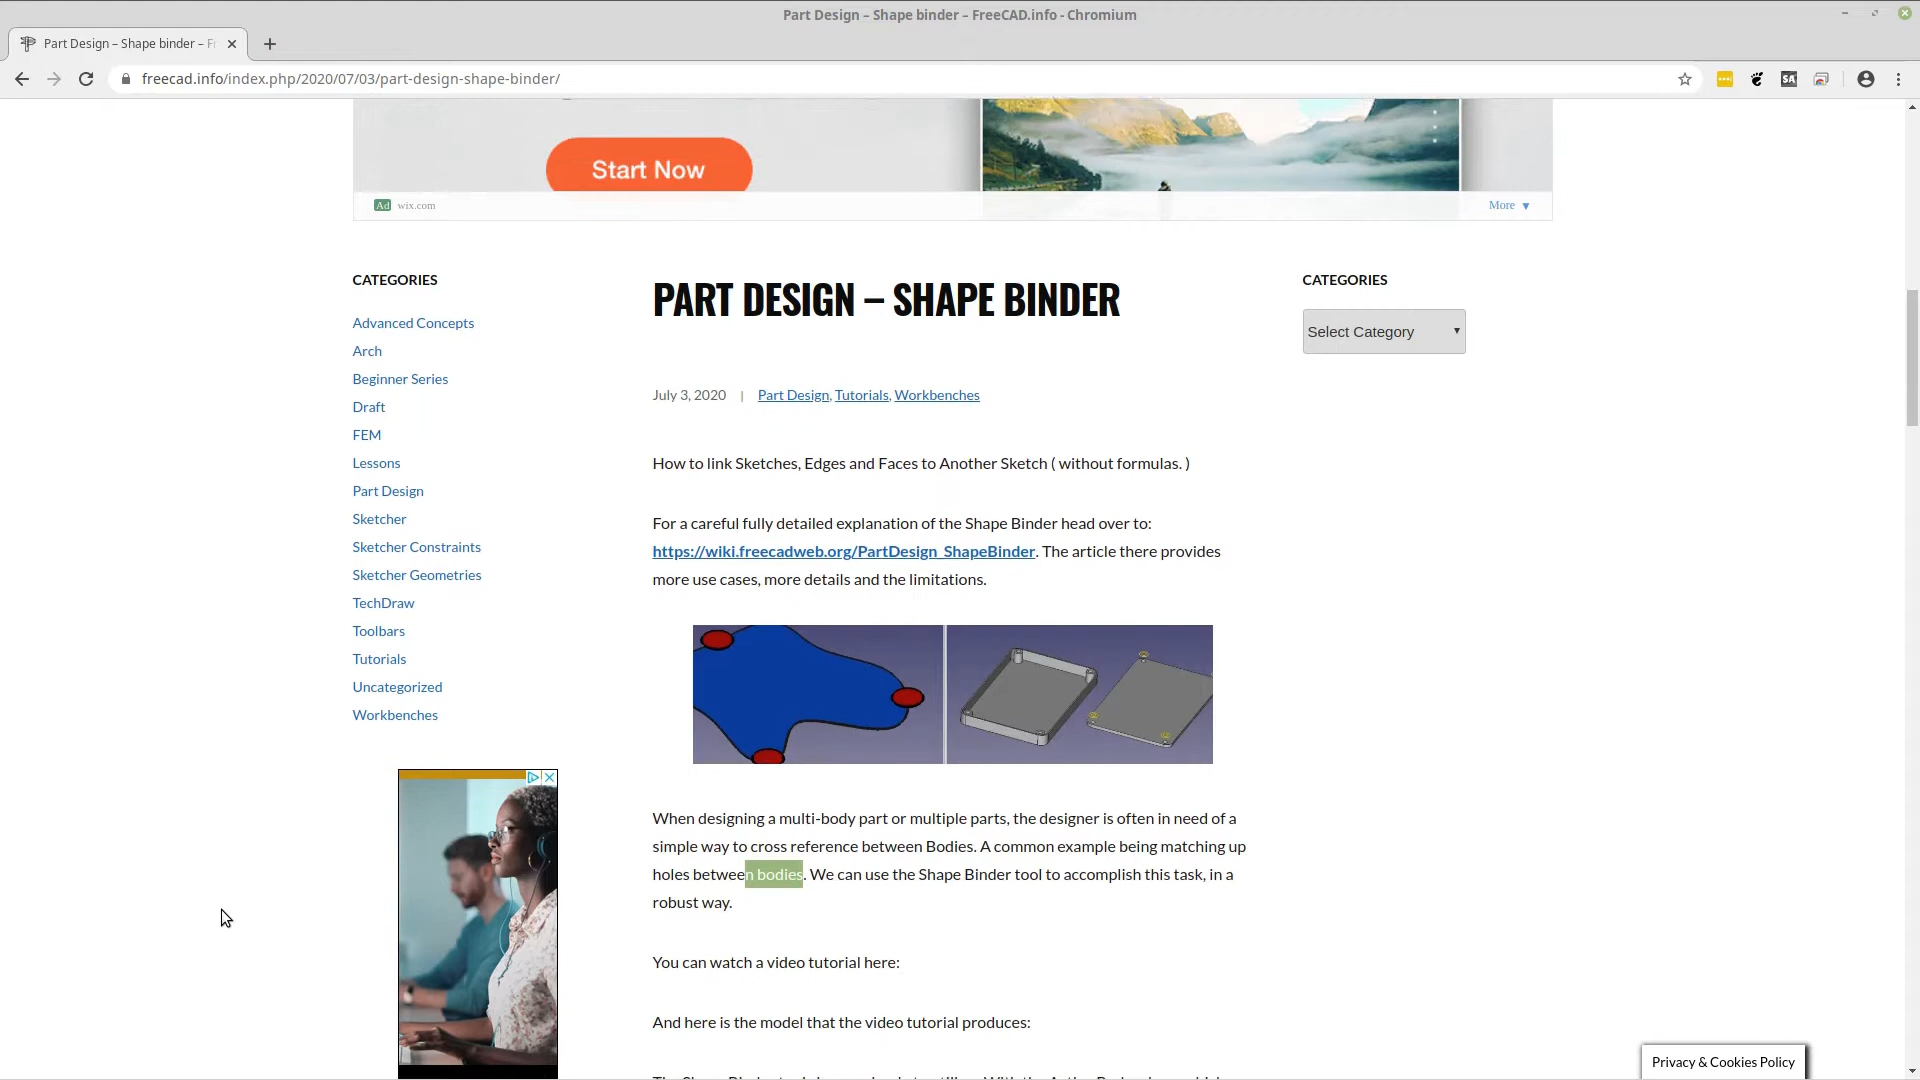 Part Design – Shape binder – FreeCAD.info - Chromium
Part Design – Shape binder – Fr
freecad.info/index.php/2020/07/03/part-design-shape-binder/
SA
Start Now
Ad wix.com
More
CATEGORIES
Advanced Concepts
Arch
Beginner Series
Draft
FEM
Lessons
Part Design
Sketcher
Sketcher Constraints
Sketcher Geometries
TechDraw
Toolbars
Tutorials
Uncategorized
Workbenches
PART DESIGN – SHAPE BINDER
July 3, 2020 | Part Design, Tutorials, Workbenches
How to link Sketches, Edges and Faces to Another Sketch ( without formulas. )
For a careful fully detailed explanation of the Shape Binder head over to:
https://wiki.freecadweb.org/PartDesign_ShapeBinder. The article there provides
more use cases, more details and the limitations.
When designing a multi-body part or multiple parts, the designer is often in need of a
simple way to cross reference between Bodies. A common example being matching up
holes between bodies. We can use the Shape Binder tool to accomplish this task, in a
robust way.
You can watch a video tutorial here:
And here is the model that the video tutorial produces:
CATEGORIES
Select Category
Privacy & Cookies Policy